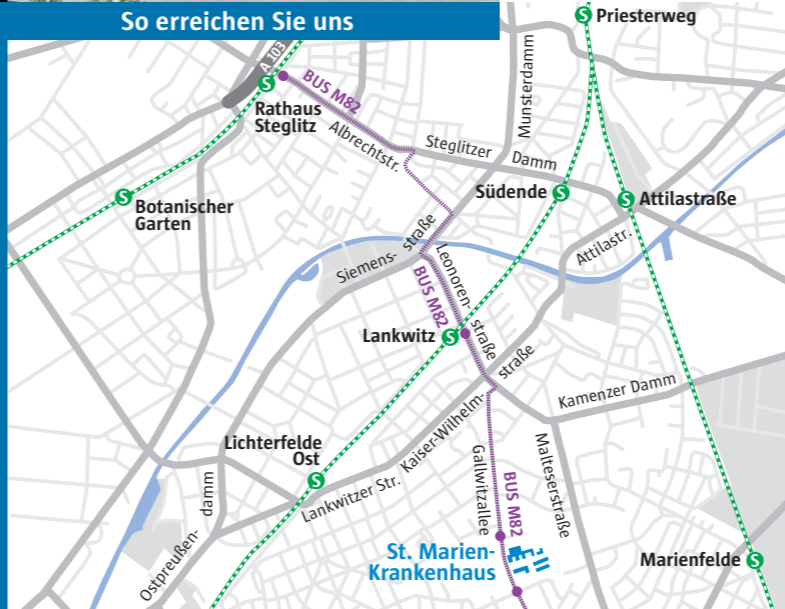 So erreichen Sie uns
Priesterweg
A 103
BUS M82
Rathaus
Steglitz
Albrechtstr.
Munsterdamm
Steglitzer Damm
Südende
Attilastraße
Botanischer
Garten
Siemens-
straße
Attilastr.
Leonoren-
straße
BUS M82
Lankwitz
Kaiser-Wilhelm-
straße
Kamenzer Damm
Lichterfelde
Ost
Lankwitzer Str.
Malteserstraße
Gallwitzallee
BUS M82
Ostpreußen-
damm
St. Marien-
Krankenhaus
Marienfelde
S
S
S
S
S
S
S
S